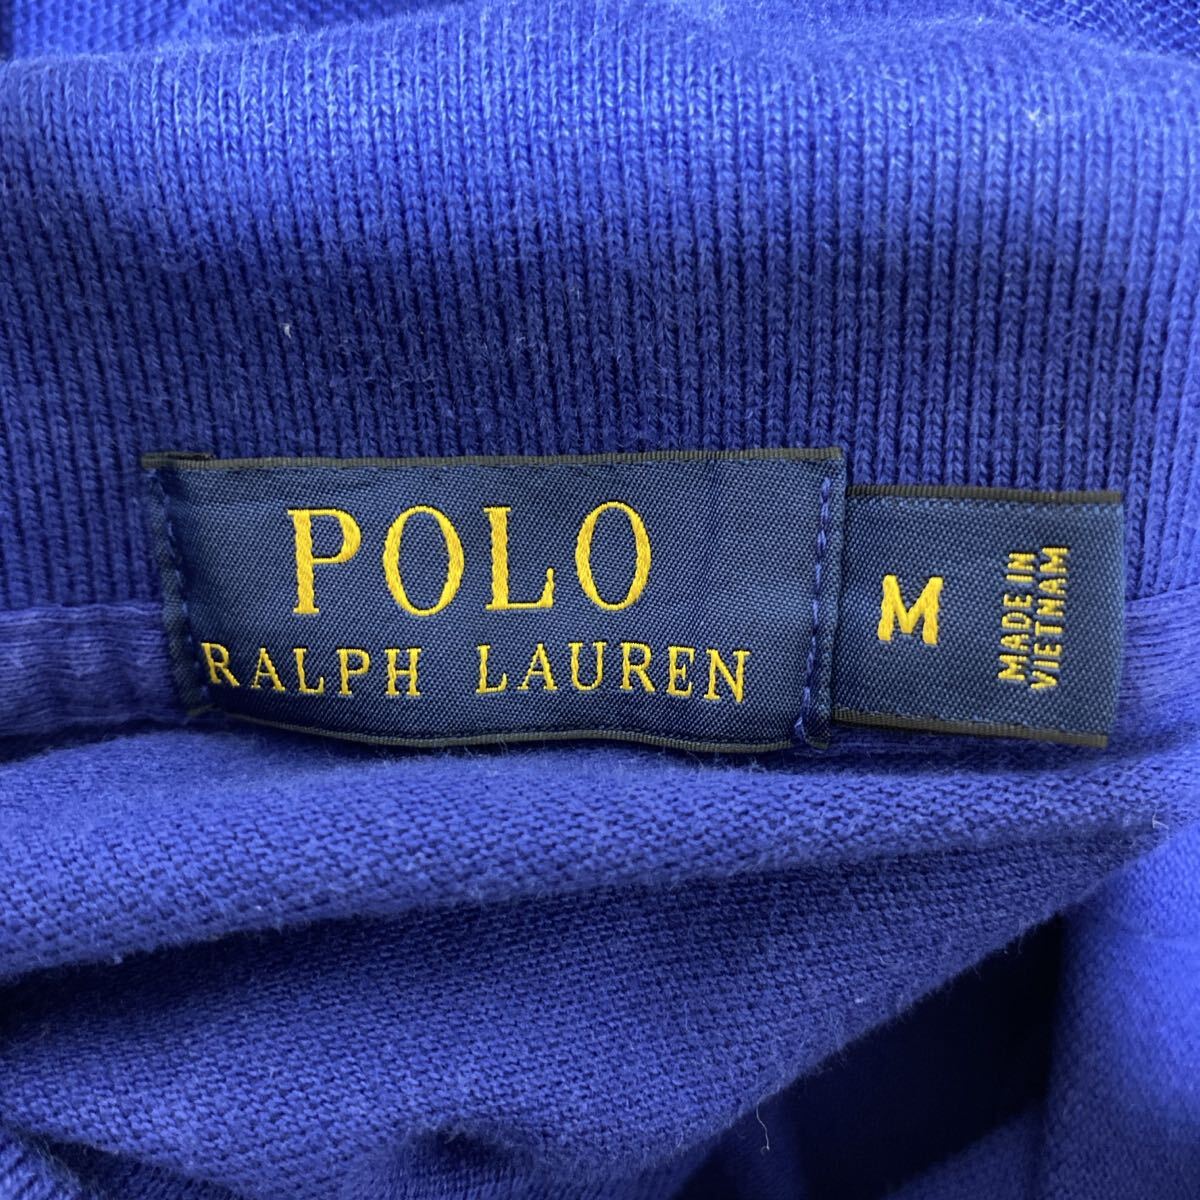 POLO
RALPH LAUREN
M
MADE IN
VIETNAM